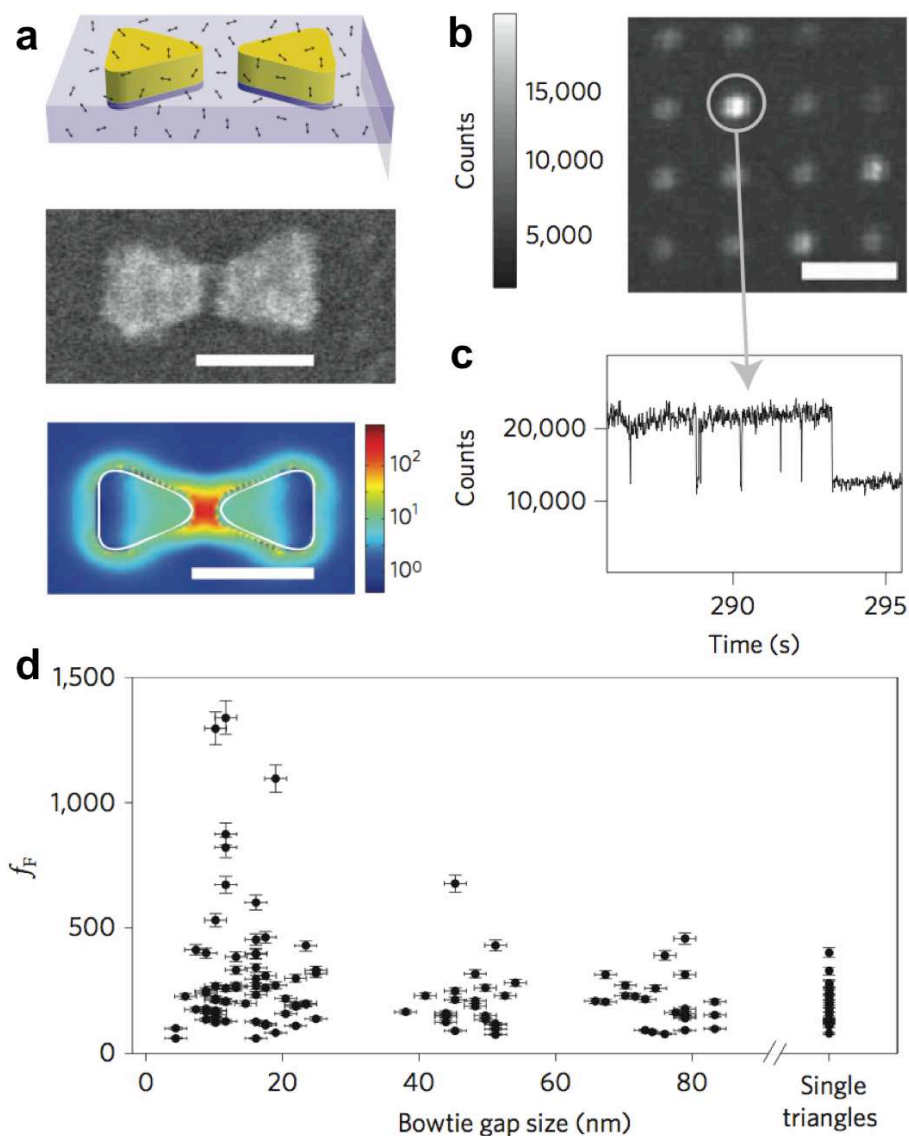 a
b
Counts
15,000
10,000
5,000
c
Counts
20,000
10,000
290
295
Time (s)
10²
10¹
10⁰
d
f_F
1,500
1,000
500
0
0
20
40
60
80
Single
triangles
Bowtie gap size (nm)